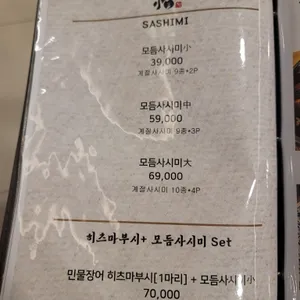 SASHIMI
모듬사시미小
39,000
계절사시미 9종*2P
모듬사시미中
59,000
계절사시미 9종*3P
모듬사시미大
69,000
계절사시미 10종*4P
히츠마부시+ 모듬사시미 Set
민물장어 히츠마부시[1마리] + 모듬사시미小
70,000